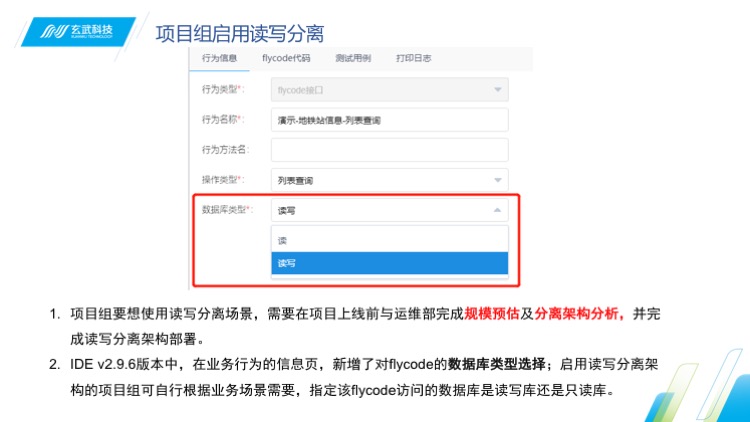 玄武科技
XUANWU TECHNOLOGY
项目组启用读写分离
行为信息 flycode代码 测试用例 打印日志
行为类型*: flycode接口
行为名称*: 演示-地铁站信息-列表查询
行为方法名:
操作类型*: 列表查询
数据库类型*: 读写
读
读写
1. 项目组要想使用读写分离场景，需要在项目上线前与运维部完成规模预估及分离架构分析，并完
成读写分离架构部署。
2. IDE v2.9.6版本中，在业务行为的信息页，新增了对flycode的数据库类型选择；启用读写分离架
构的项目组可自行根据业务场景需要，指定该flycode访问的数据库是读写库还是只读库。